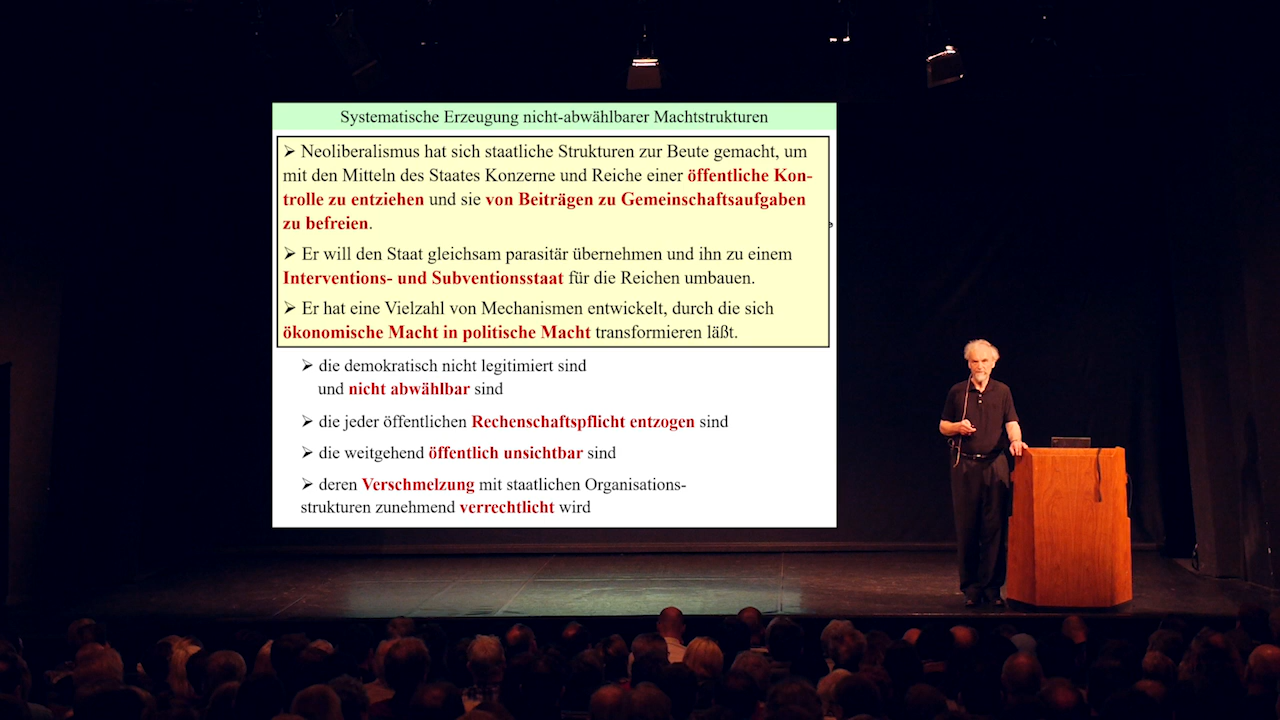 Systematische Erzeugung nicht-abwählbarer Machtstrukturen
➢ Neoliberalismus hat sich staatliche Strukturen zur Beute gemacht, um
mit den Mitteln des Staates Konzerne und Reiche einer öffentliche Kon-
trolle zu entziehen und sie von Beiträgen zu Gemeinschaftsaufgaben
zu befreien.
➢ Er will den Staat gleichsam parasitär übernehmen und ihn zu einem
Interventions- und Subventionsstaat für die Reichen umbauen.
➢ Er hat eine Vielzahl von Mechanismen entwickelt, durch die sich
ökonomische Macht in politische Macht transformieren läßt.
➢ die demokratisch nicht legitimiert sind
und nicht abwählbar sind
➢ die jeder öffentlichen Rechenschaftspflicht entzogen sind
➢ die weitgehend öffentlich unsichtbar sind
➢ deren Verschmelzung mit staatlichen Organisations-
strukturen zunehmend verrechtlicht wird